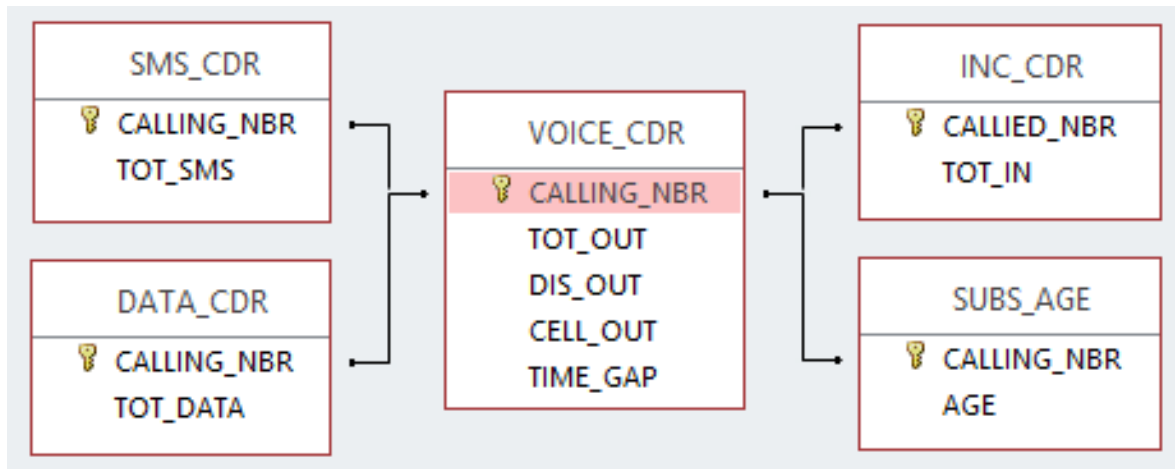 SMS_CDR
CALLING_NBR
TOT_SMS
DATA_CDR
CALLING_NBR
TOT_DATA
VOICE_CDR
CALLING_NBR
TOT_OUT
DIS_OUT
CELL_OUT
TIME_GAP
INC_CDR
CALLIED_NBR
TOT_IN
SUBS_AGE
CALLING_NBR
AGE